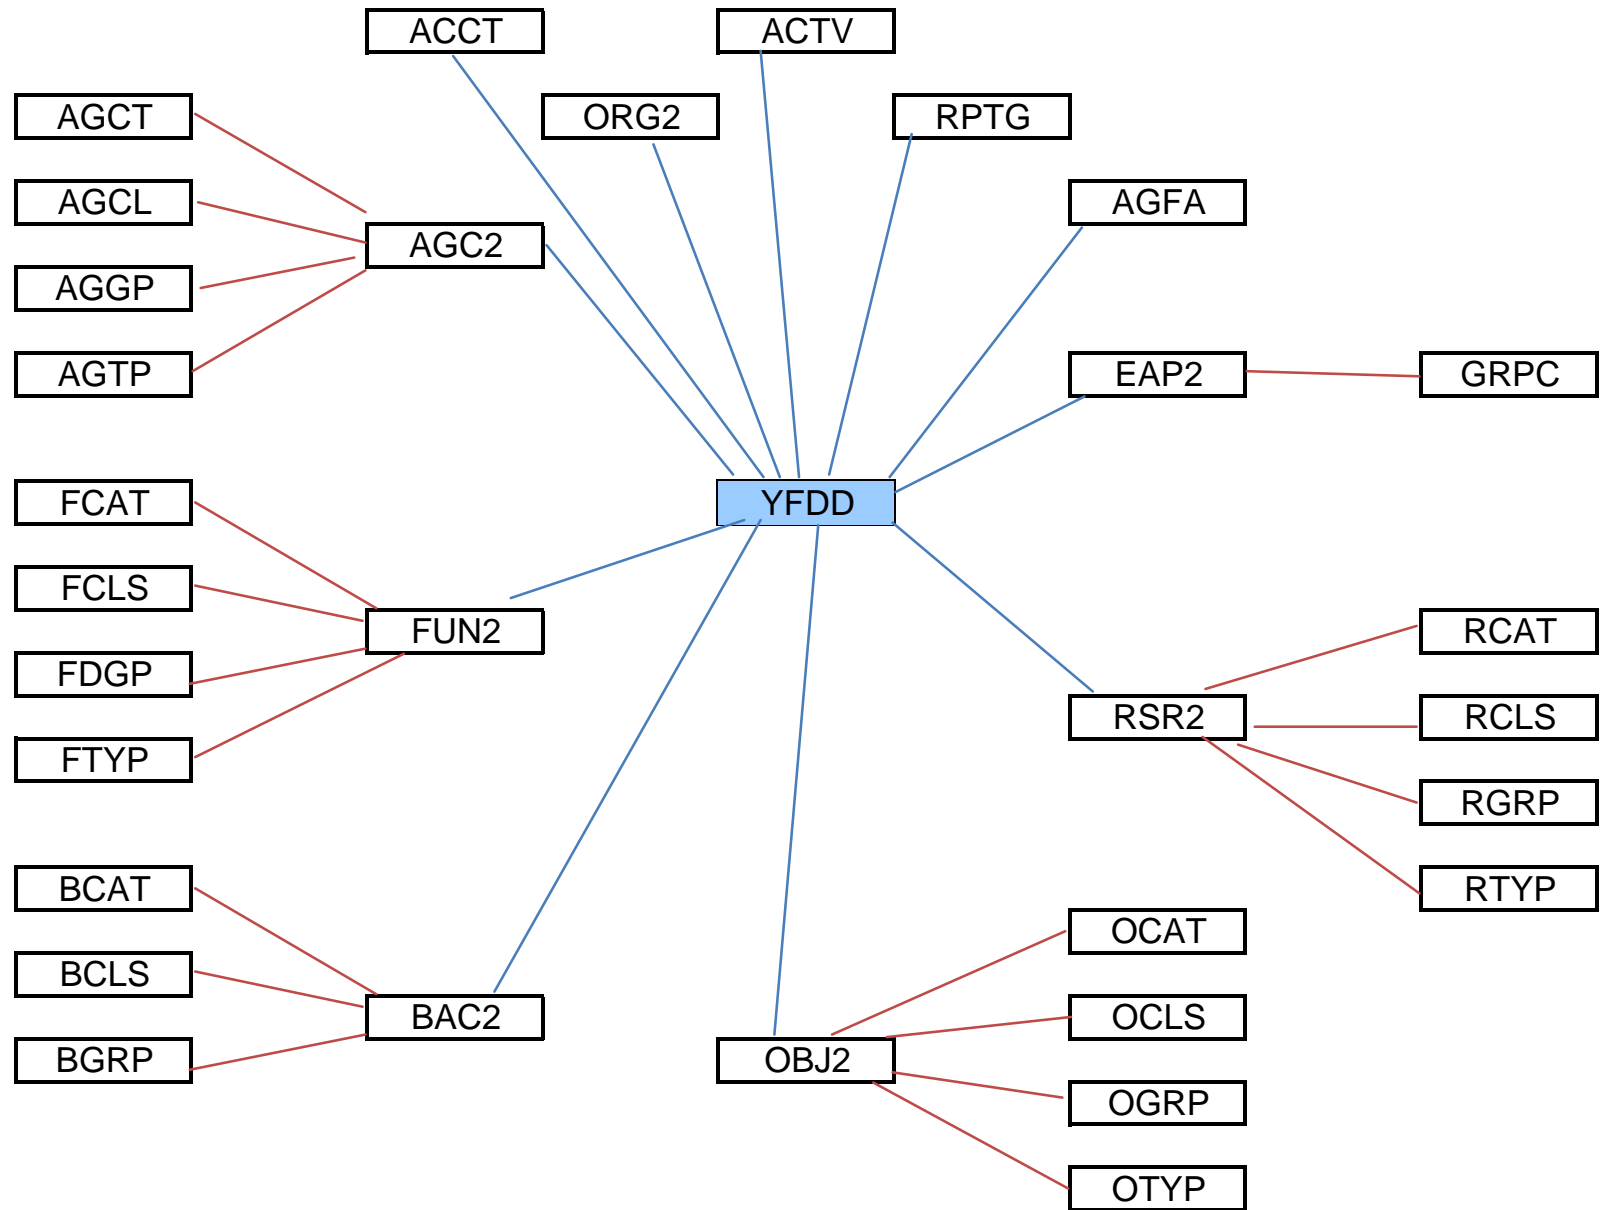 ACCT
ACTV
AGCT
ORG2
RPTG
AGCL
AGFA
AGC2
AGGP
AGTP
EAP2
GRPC
FCAT
YFDD
FCLS
FUN2
RCAT
FDGP
RSR2
RCLS
FTYP
RGRP
BCAT
RTYP
OCAT
BCLS
BAC2
OCLS
BGRP
OBJ2
OGRP
OTYP